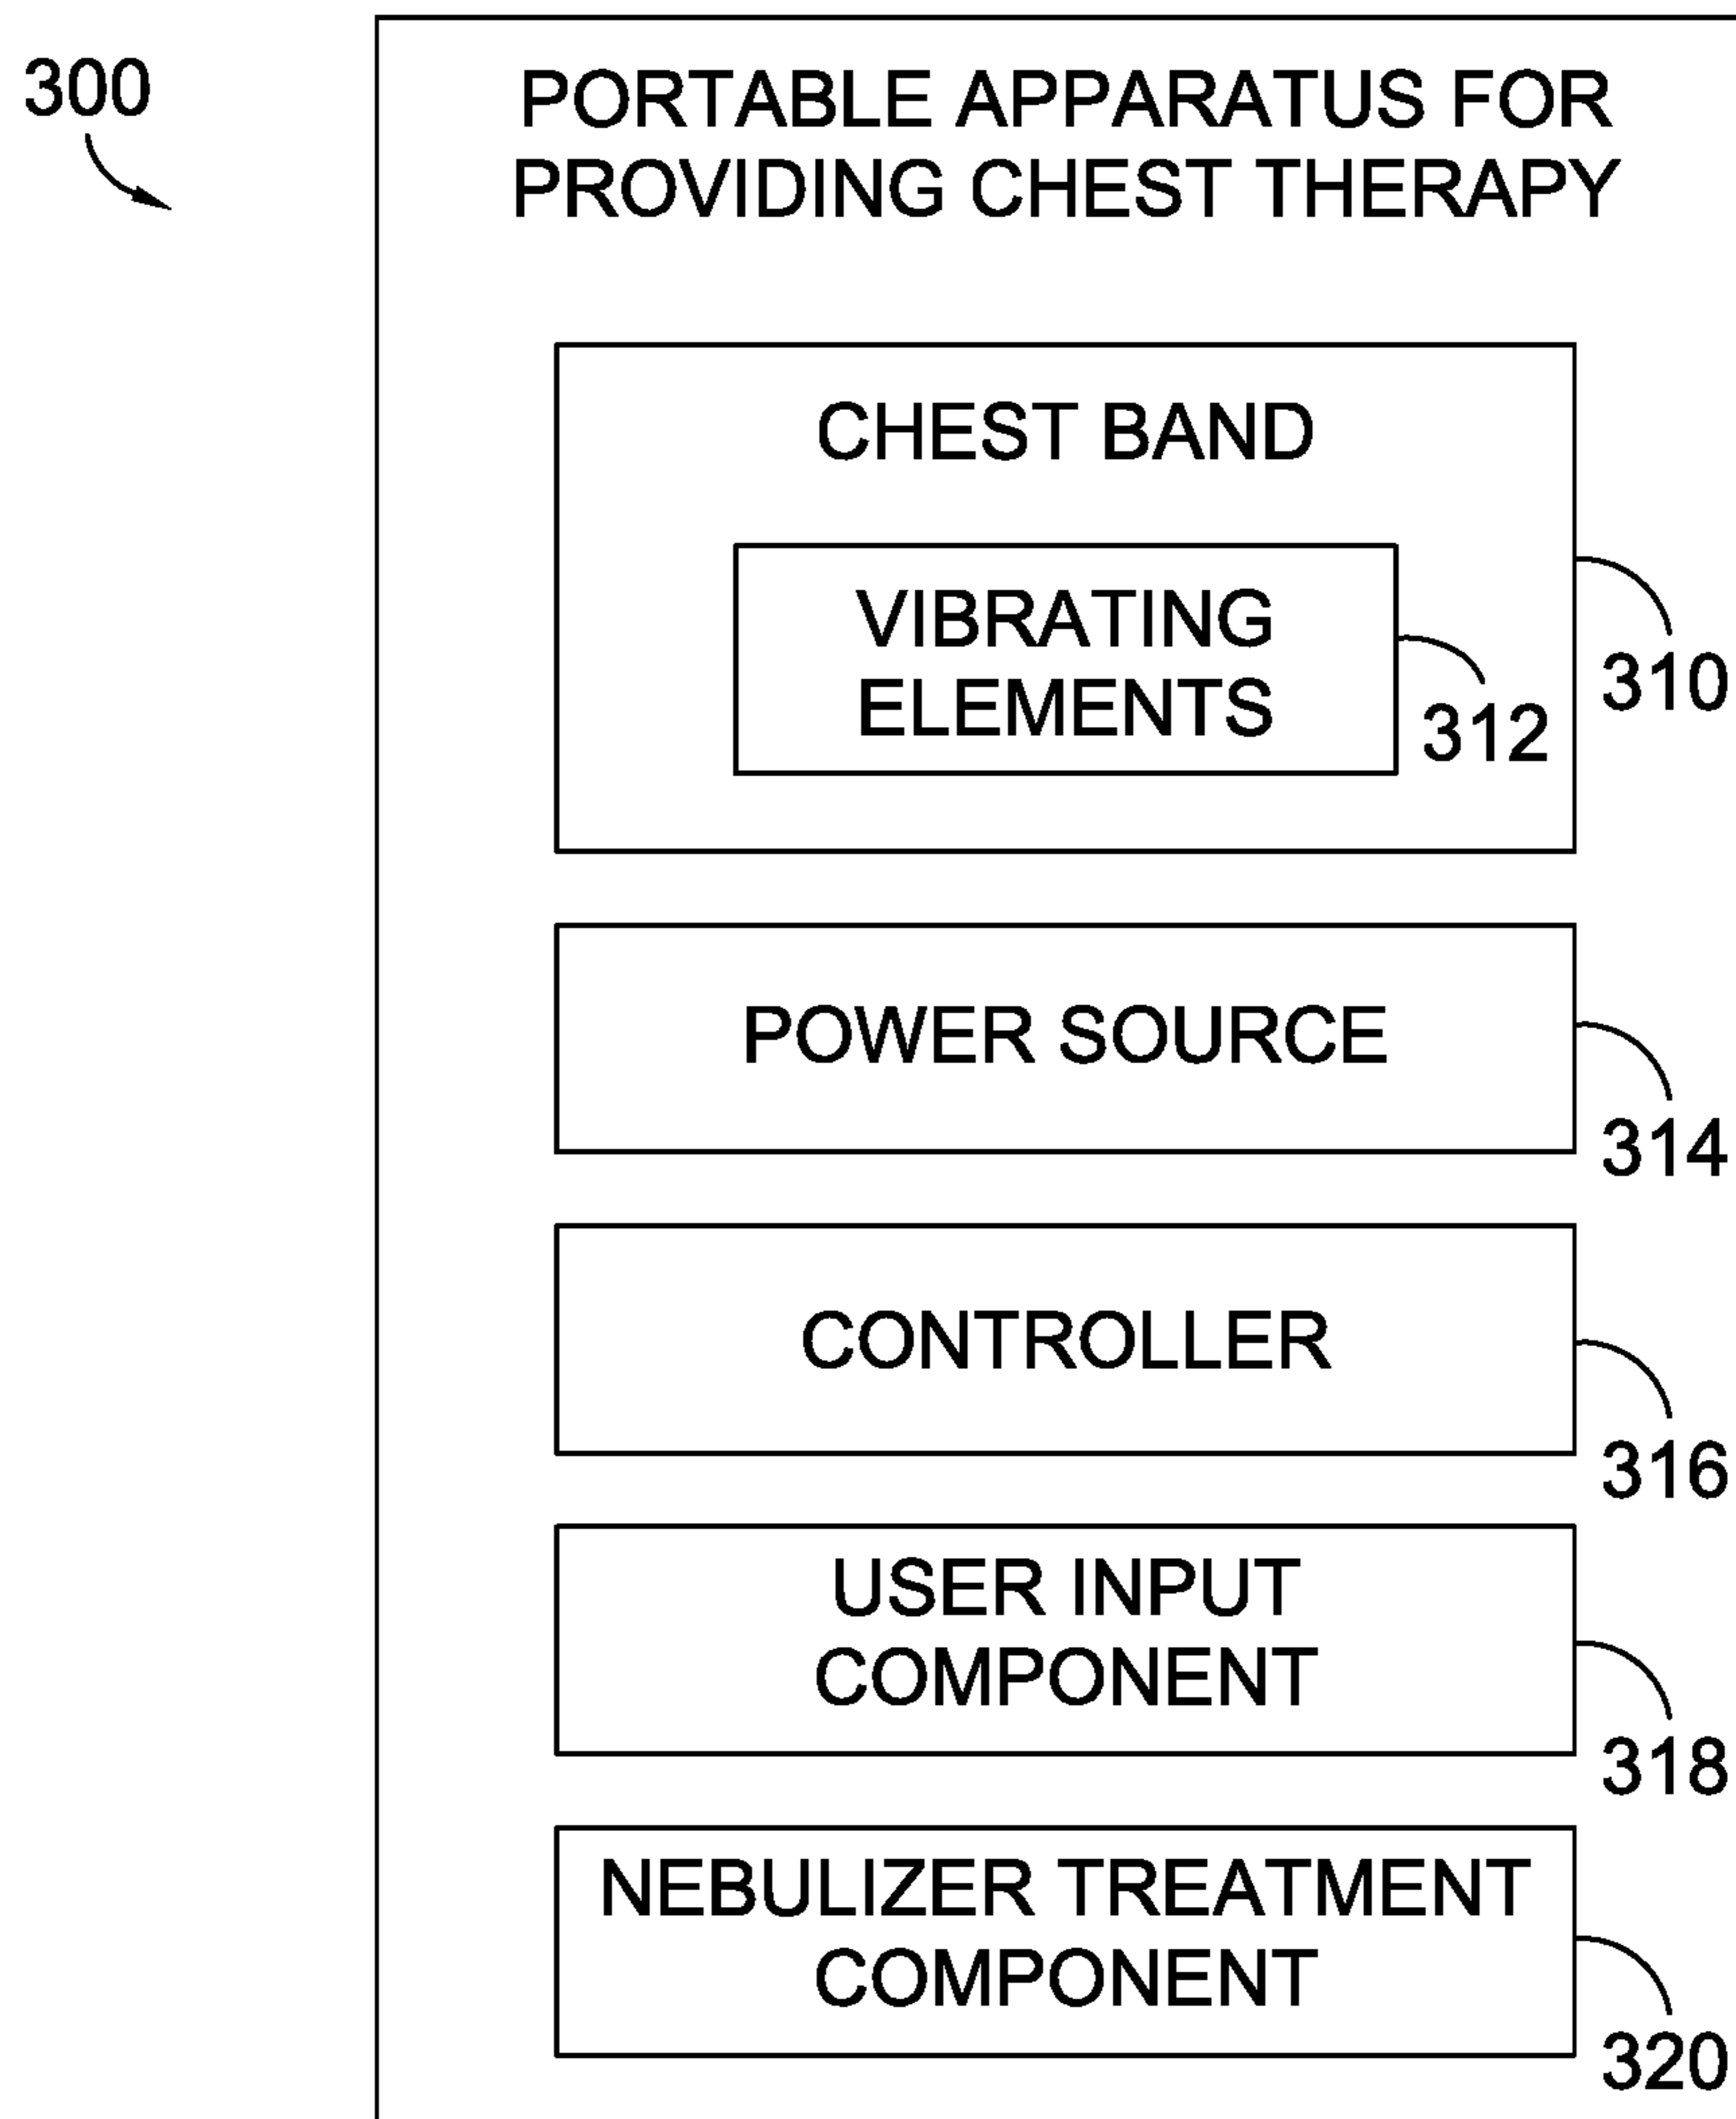 300
PORTABLE APPARATUS FOR
PROVIDING CHEST THERAPY
CHEST BAND
VIBRATING
ELEMENTS
312
310
POWER SOURCE
314
CONTROLLER
316
USER INPUT
COMPONENT
318
NEBULIZER TREATMENT
COMPONENT
320